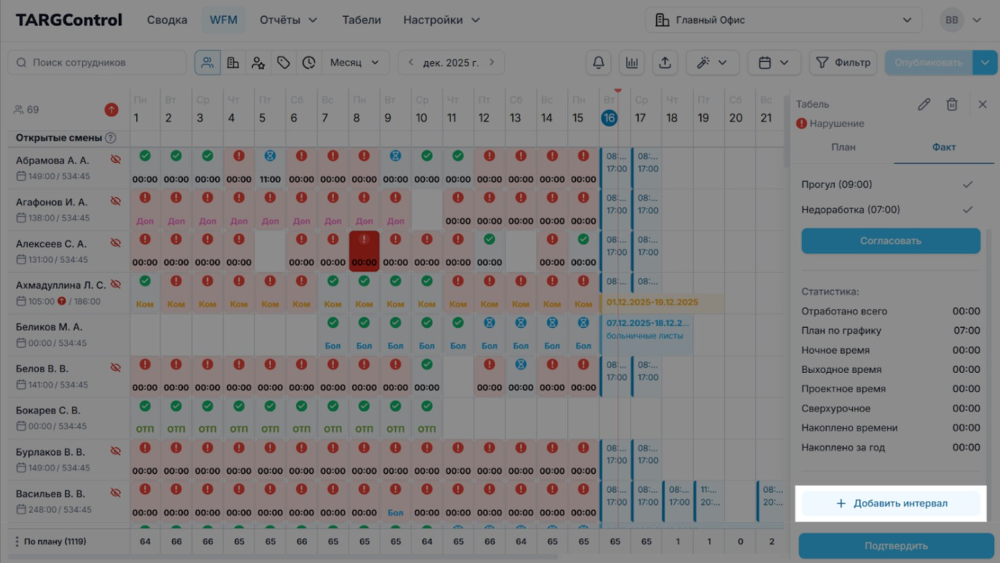 TARGControl Сводка WFM Отчёты Табели Настройки Главный Офис ВВ
Поиск сотрудников Месяц дек. 2025 г. Фильтр Опубликовать
Пн Вт Ср Чт Пт Сб Вс Пн Вт Ср Чт Пт Сб Вс Пн Вт Ср Чт Пт Сб Вс
69 1 2 3 4 5 6 7 8 9 10 11 12 13 14 15 16 17 18 19 20 21
Открытые смены ?
Абрамова А. А. 08:... 08:...
17:00 17:00
149:00 / 534:45 00:00 00:00 00:00 00:00 11:00 00:00 00:00 00:00 00:00 00:00 00:00 00:00 00:00 00:00 00:00
Агафонов И. А. 08:... 08:...
17:00 17:00
138:00 / 534:45 Доп Доп Доп Доп Доп Доп Доп Доп Доп 00:00 00:00 00:00 00:00 00:00
Алексеев С. А. 08:... 08:...
17:00 17:00
131:00 / 534:45 00:00 00:00 00:00 00:00 00:00 00:00 00:00 00:00 00:00 00:00 00:00 00:00 00:00
Ахмадуллина Л. С. 08:... 08:...
105:00 / 186:00 Ком Ком Ком Ком Ком Ком Ком Ком Ком Ком Ком Ком Ком Ком Ком 01.12.2025-19.12.2025
Беликов М. А. 07.12.2025-18.12.2...
больничные листы
00:00 / 534:45 Бол Бол Бол Бол Бол Бол Бол Бол Бол
Белов В. В. 08:... 08:...
17:00 17:00
141:00 / 534:45 00:00 00:00 00:00 00:00 00:00 00:00 00:00 00:00 00:00 00:00 00:00 00:00 00:00 00:00
Бокарев С. В.
00:00 / 534:45 ОТП ОТП ОТП ОТП ОТП ОТП ОТП ОТП ОТП ОТП
Бурлаков В. В. 08:... 08:...
17:00 17:00
149:00 / 534:45 00:00 00:00 00:00 00:00 00:00 00:00 00:00 00:00 00:00 00:00 00:00 00:00 00:00 00:00 00:00
Васильев В. В. 08:... 08:... 08:... 11:... 08:...
17:00 17:00 17:00 20:... 20:...
248:00 / 534:45 00:00 00:00 00:00 00:00 00:00 00:00 00:00 00:00 Бол 00:00 00:00 00:00 00:00 00:00 00:00
По плану (1119) 64 66 66 65 65 66 65 65 65 64 65 66 64 65 65 65 65 1 1 0 2
Табель
Нарушение
План Факт
Прогул (09:00)
Недоработка (07:00)
Согласовать
Статистика:
Отработано всего 00:00
План по графику 07:00
Ночное время 00:00
Выходное время 00:00
Проектное время 00:00
Сверхурочное 00:00
Накоплено времени 00:00
Накоплено за год 00:00
+ Добавить интервал
Подтвердить